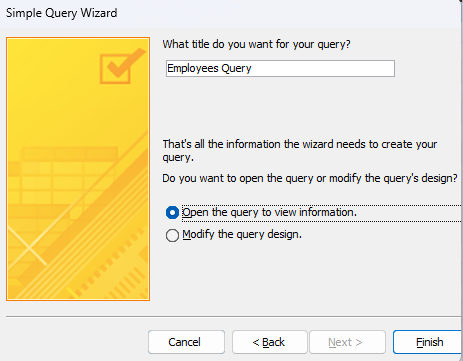 Simple Query Wizard
What title do you want for your query?
Employees Query
That's all the information the wizard needs to create your
query.
Do you want to open the query or modify the query's design?
Open the query to view information.
Modify the query design.
Cancel
< Back
Next >
Finish